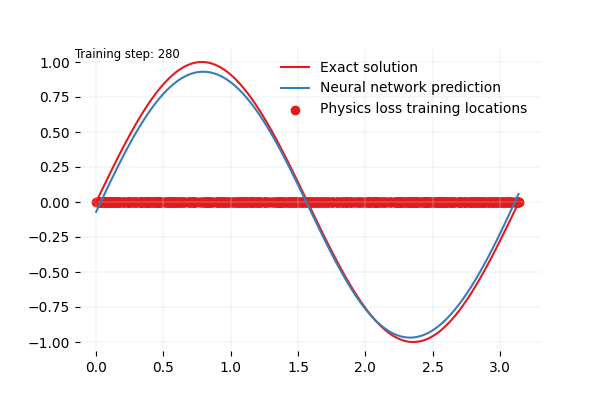 Training step: 280
Exact solution
Neural network prediction
Physics loss training locations
1.00
0.75
0.50
0.25
0.00
−0.25
−0.50
−0.75
−1.00
0.0 0.5 1.0 1.5 2.0 2.5 3.0